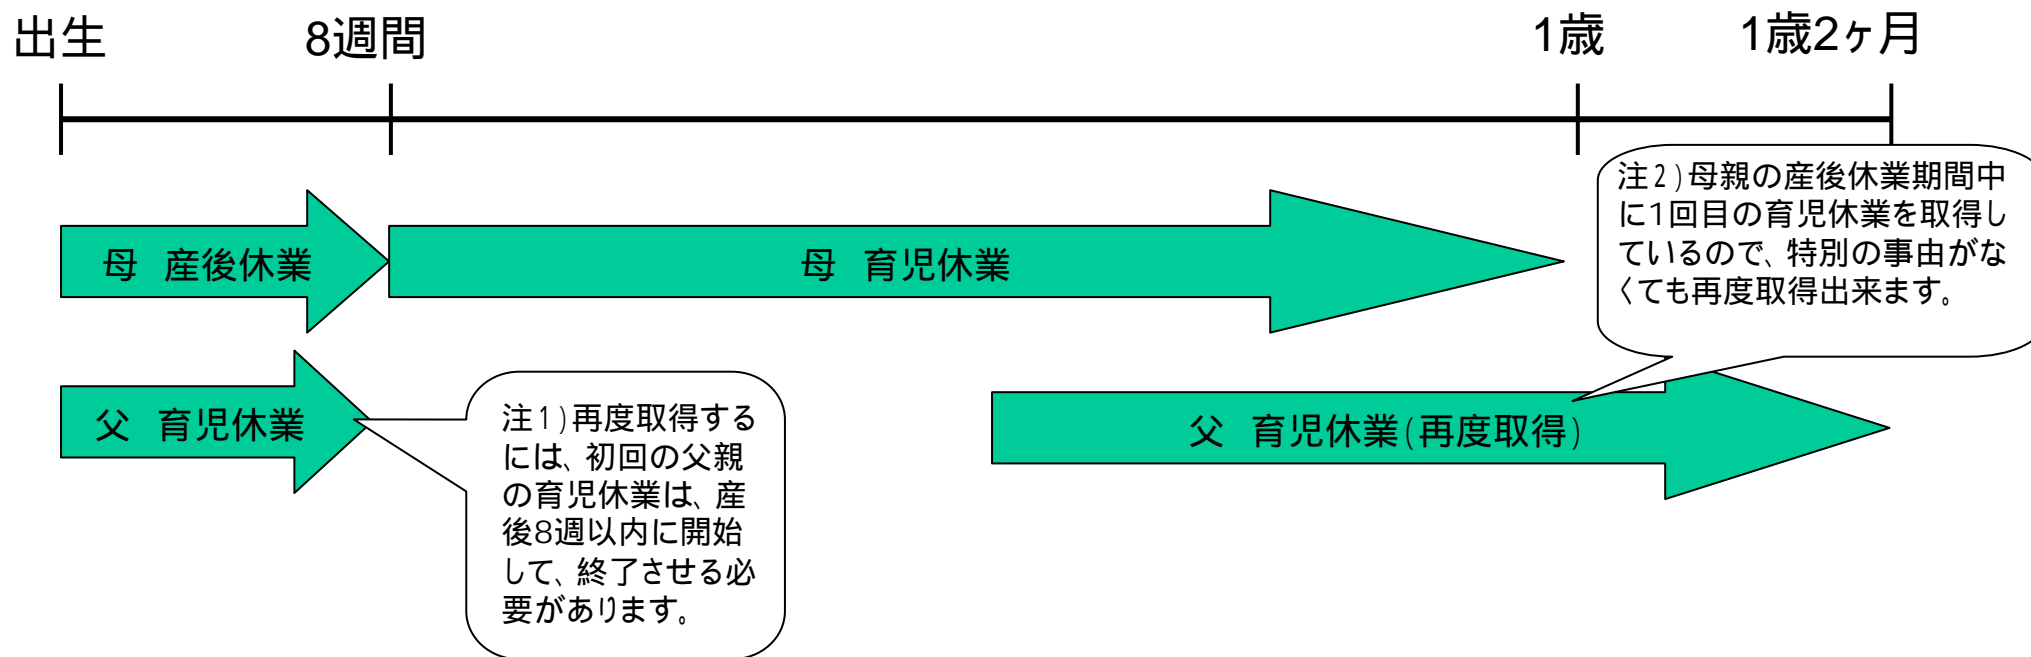 出生
8週間
1歳
1歳2ヶ月
母 産後休業
母 育児休業
注2)母親の産後休業期間中
に1回目の育児休業を取得し
ているので、特別の事由がな
くても再度取得出来ます。
父 育児休業
注1)再度取得する
には、初回の父親
の育児休業は、産
後8週以内に開始
して、終了させる必
要があります。
父 育児休業(再度取得)